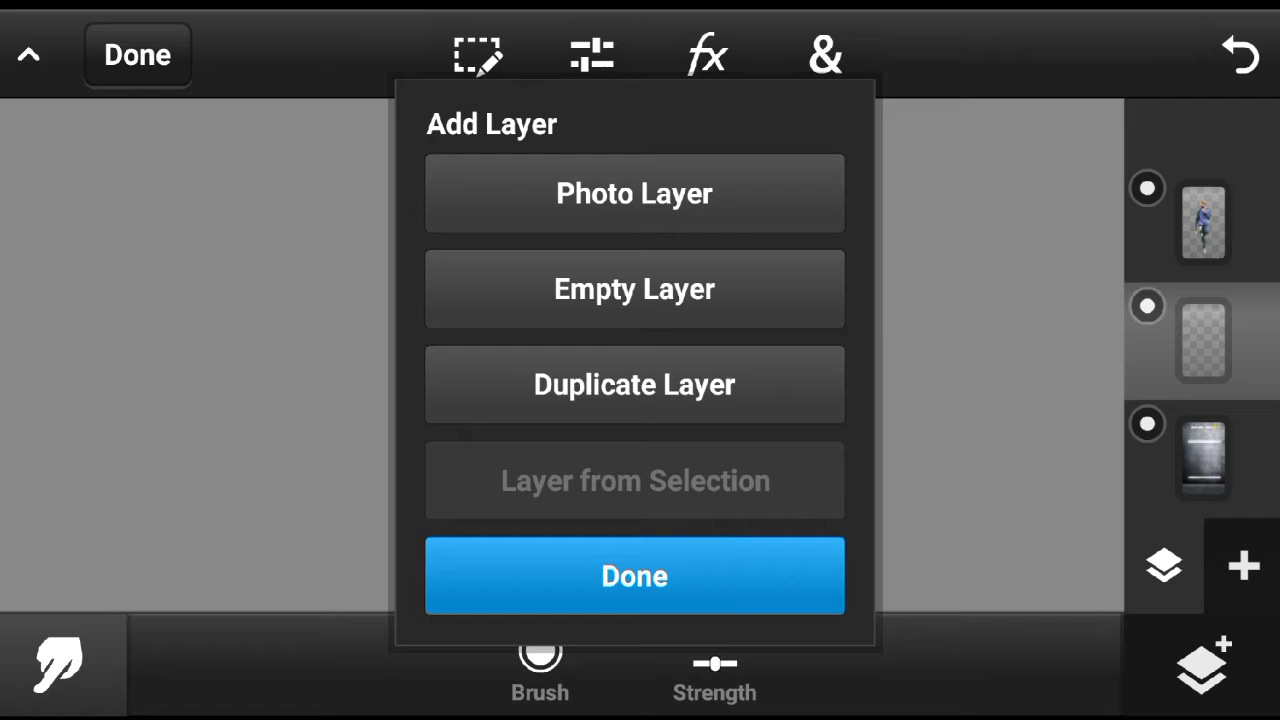 Done
fx
&
Add Layer
Photo Layer
Empty Layer
Duplicate Layer
Layer from Selection
Done
Brush
Strength